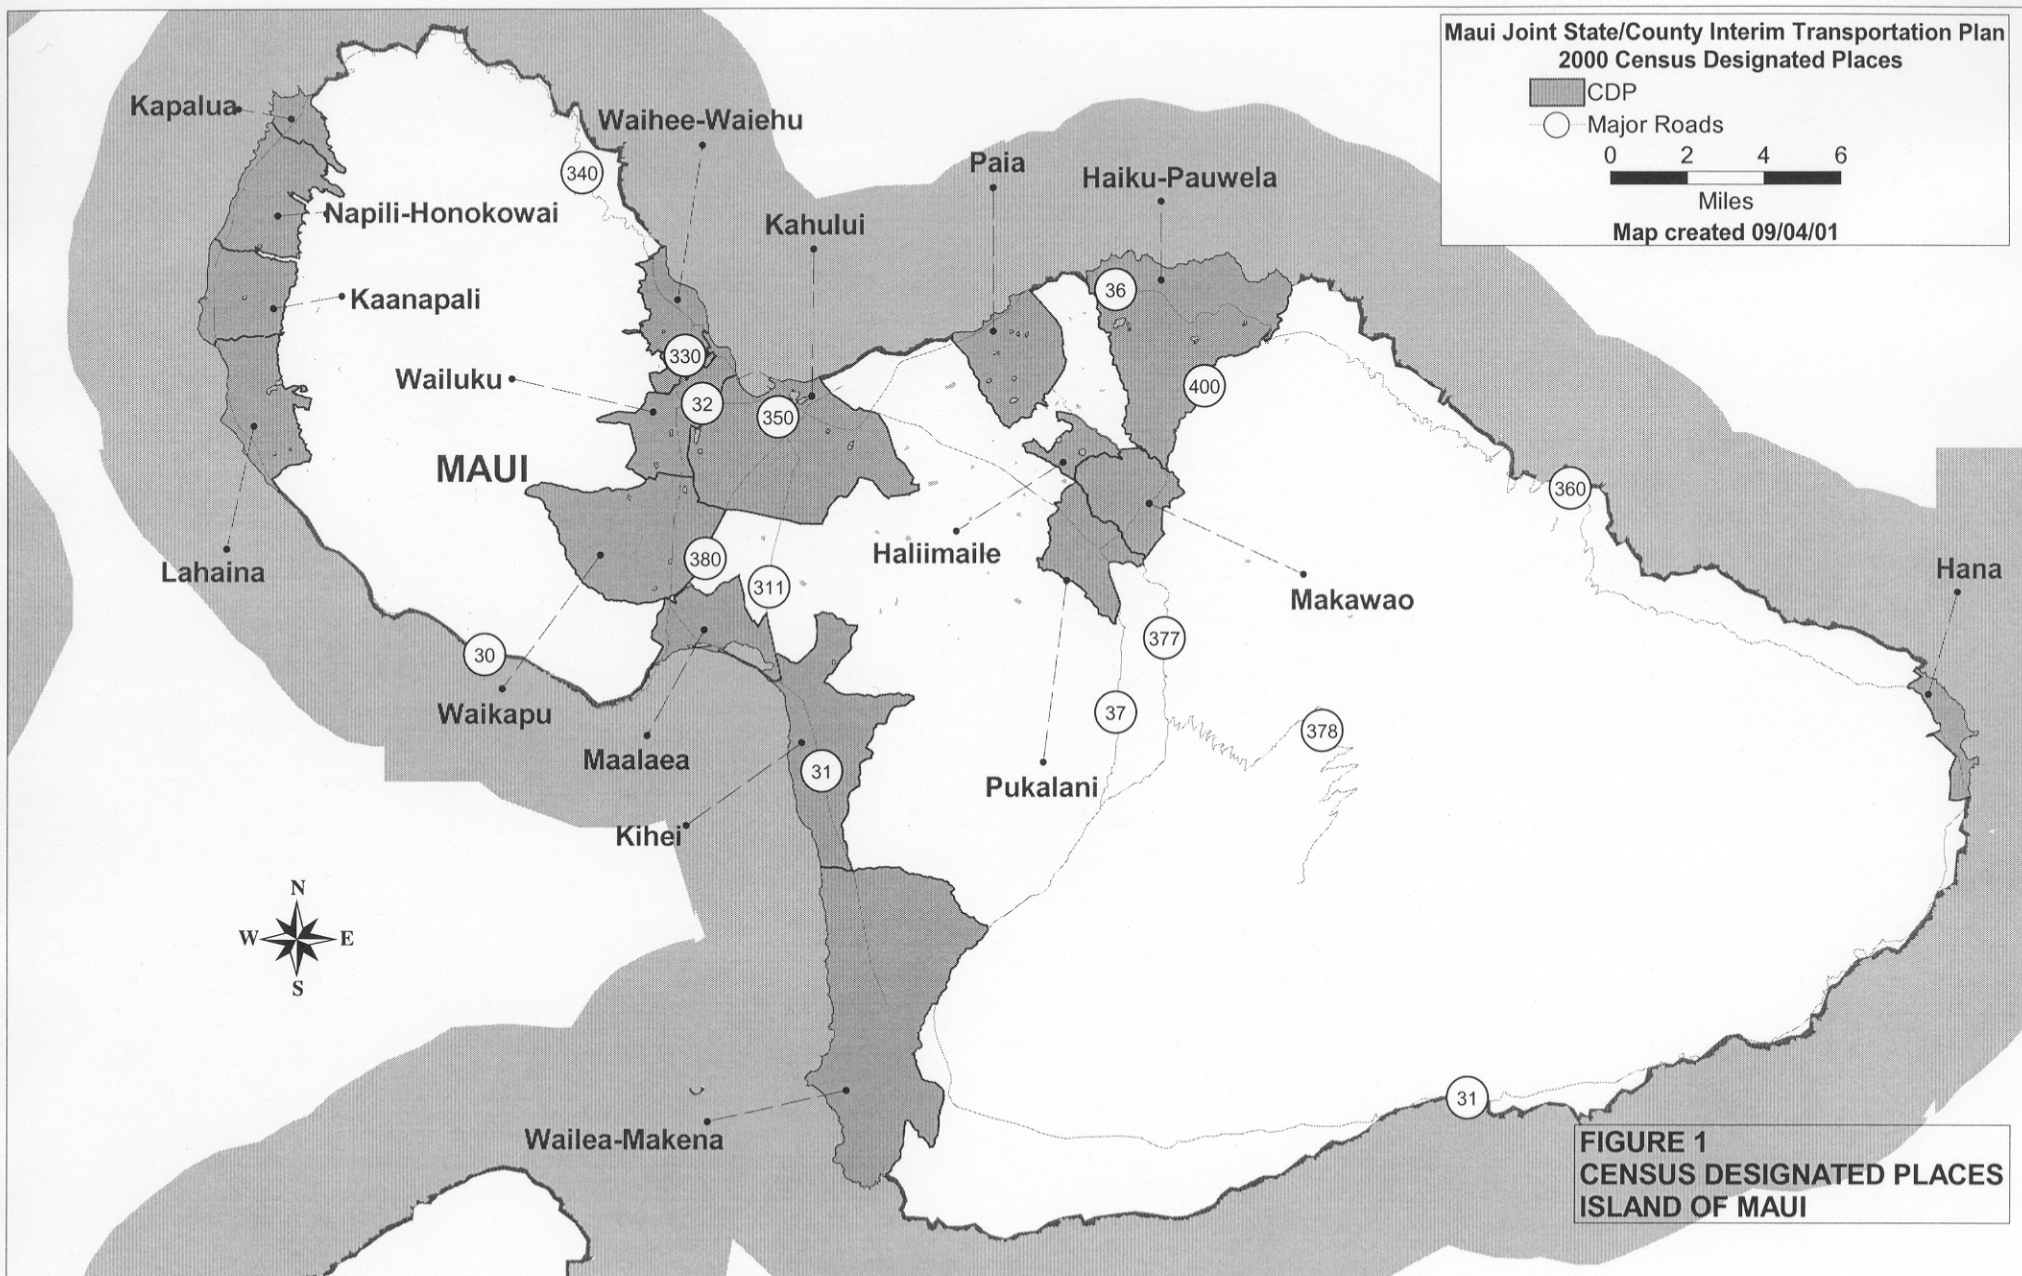 Maui Joint State/County Interim Transportation Plan
2000 Census Designated Places
CDP
Major Roads
0 2 4 6
Miles
Map created 09/04/01
Kapalua
Waihee-Waiehu
340
Paia
Haiku-Pauwela
Napili-Honokowai
Kahului
Kaanapali
36
330
Wailuku
32
350
400
MAUI
360
Haliimaile
380
311
Lahaina
Hana
Makawao
30
377
Waikapu
37
378
Maalaea
31
Pukalani
Kihei
N
W E
S
31
Wailea-Makena
FIGURE 1
CENSUS DESIGNATED PLACES
ISLAND OF MAUI